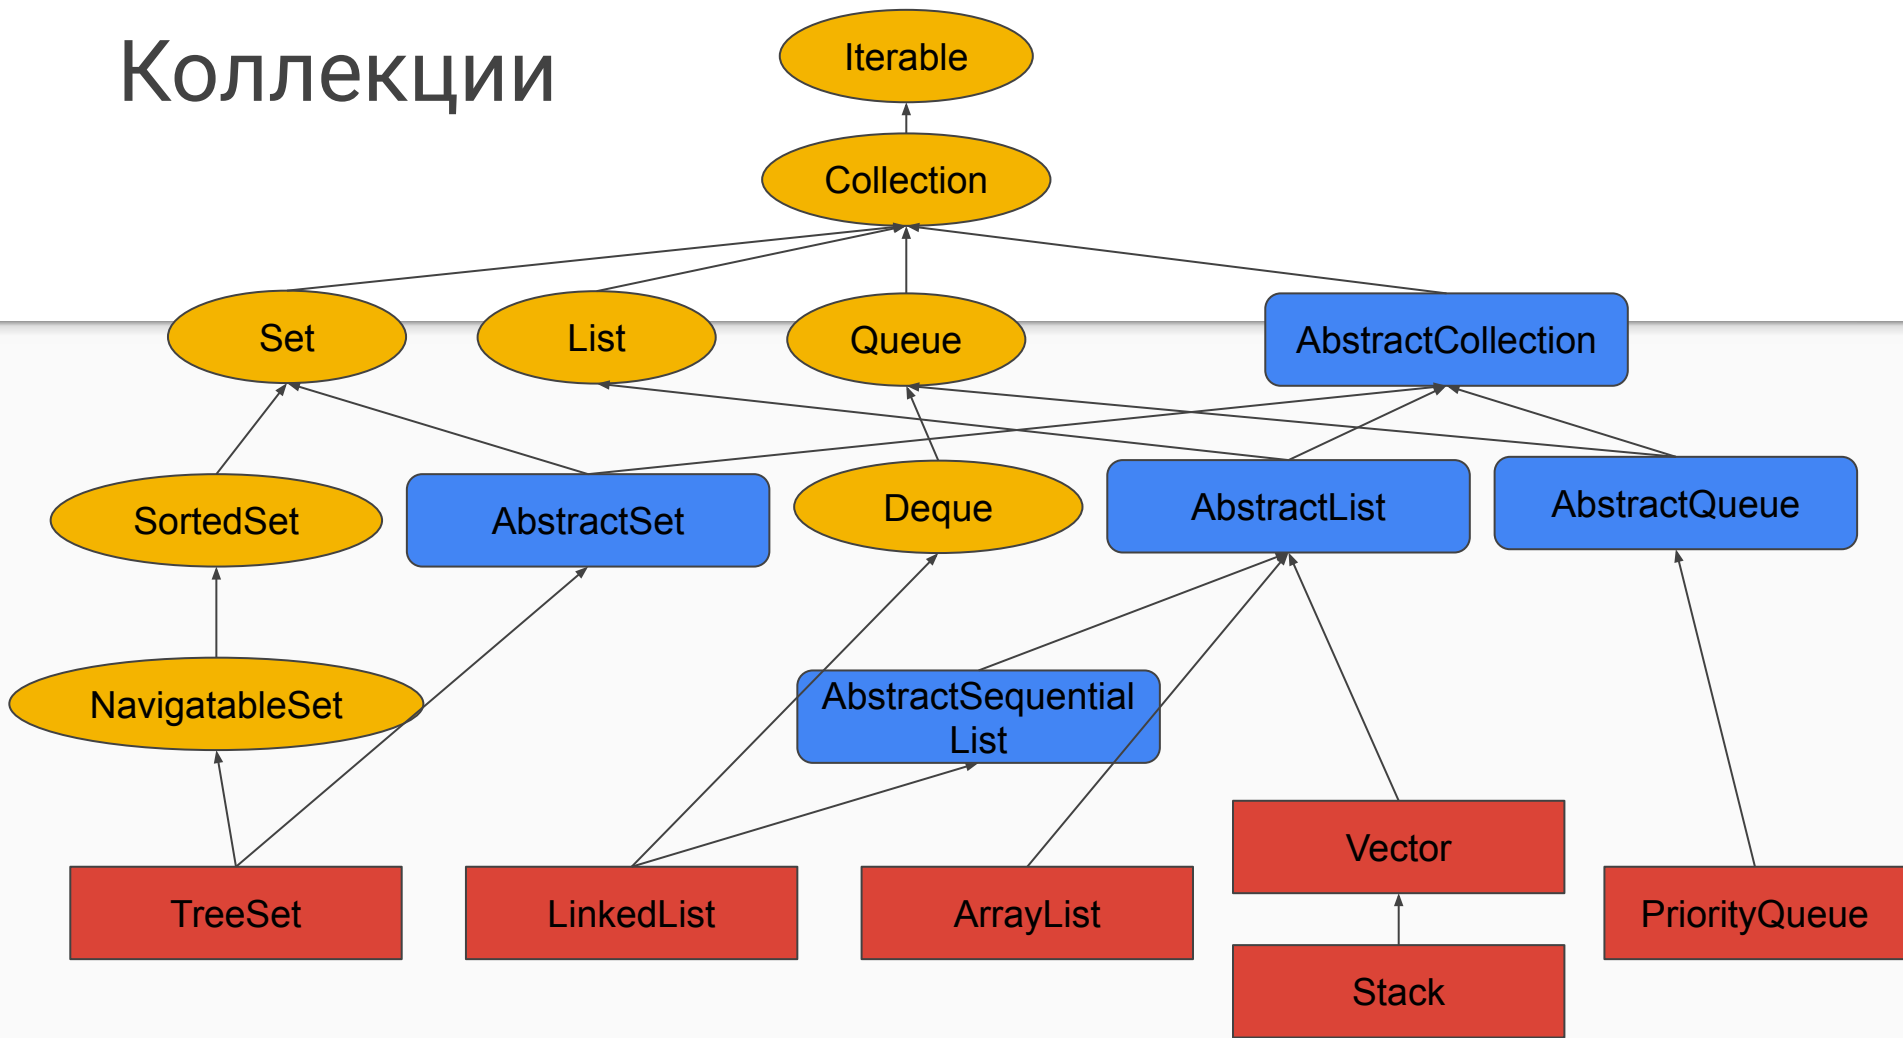 Коллекции
Iterable
Collection
Set
List
Queue
AbstractCollection
SortedSet
AbstractSet
Deque
AbstractList
AbstractQueue
NavigatableSet
AbstractSequential
List
TreeSet
LinkedList
ArrayList
Vector
PriorityQueue
Stack